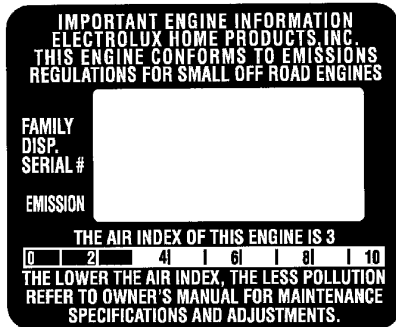 IMPORTANT ENGINE INFORMATION
ELECTROLUX HOME PRODUCTS, INC.
THIS ENGINE CONFORMS TO EMISSIONS
REGULATIONS FOR SMALL OFF ROAD ENGINES
FAMILY
DISP.
SERIAL #
EMISSION
THE AIR INDEX OF THIS ENGINE IS 3
0 2 4 6 8 10
THE LOWER THE AIR INDEX, THE LESS POLLUTION
REFER TO OWNER'S MANUAL FOR MAINTENANCE
SPECIFICATIONS AND ADJUSTMENTS.